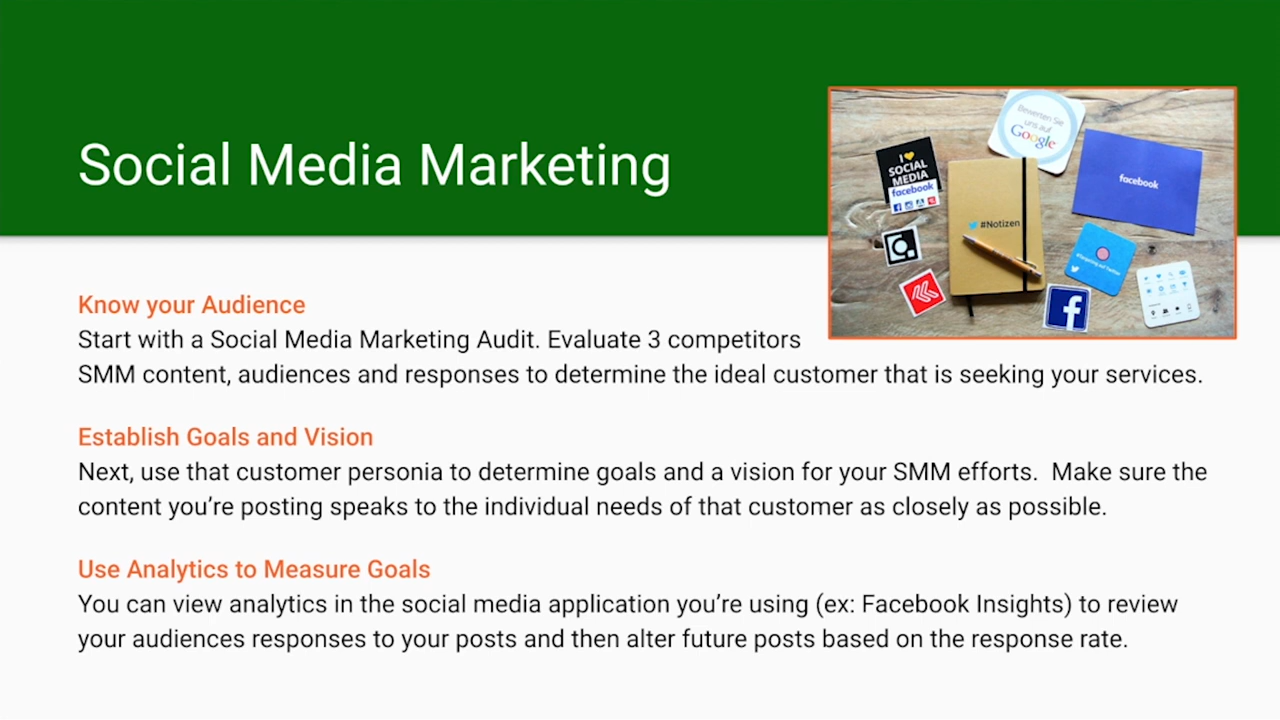 Social Media Marketing
Bewerten Sie
uns auf
Google
I
SOCIAL
MEDIA
facebook
facebook
#Notizen
Know your Audience
Start with a Social Media Marketing Audit. Evaluate 3 competitors
SMM content, audiences and responses to determine the ideal customer that is seeking your services.
Establish Goals and Vision
Next, use that customer personia to determine goals and a vision for your SMM efforts.  Make sure the
content you’re posting speaks to the individual needs of that customer as closely as possible.
Use Analytics to Measure Goals
You can view analytics in the social media application you’re using (ex: Facebook Insights) to review
your audiences responses to your posts and then alter future posts based on the response rate.